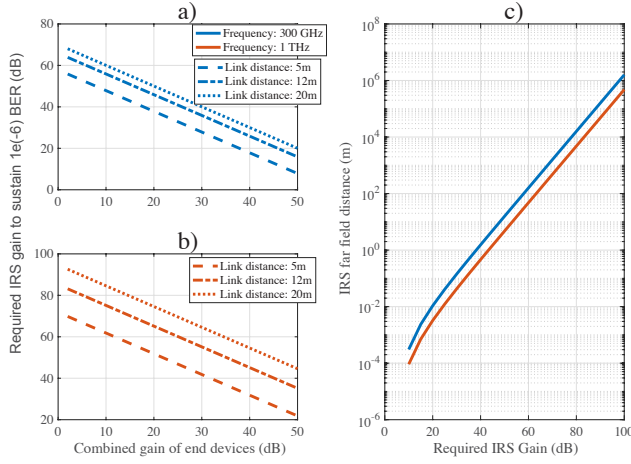 a)
Frequency: 300 GHz
Frequency: 1 THz
Link distance: 5m
Link distance: 12m
Link distance: 20m
80
60
40
20
0
0 10 20 30 40 50
Required IRS gain to sustain 1e(-6) BER (dB)
b)
Link distance: 5m
Link distance: 12m
Link distance: 20m
100
80
60
40
20
0 10 20 30 40 50
Combined gain of end devices (dB)
c)
IRS far field distance (m)
10^8
10^6
10^4
10^2
10^0
10^-2
10^-4
10^-6
0 20 40 60 80 100
Required IRS Gain (dB)